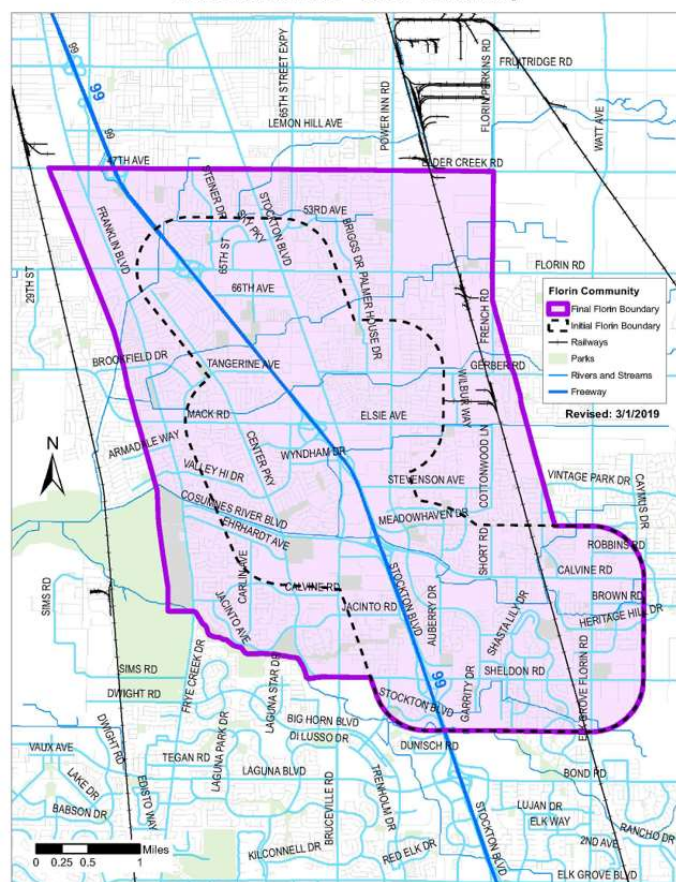 FRUITRIDGE RD
65TH STREET EXPY
POWER INN RD
FLORIN PERKINS RD
WATT AVE
99
99
99
LEMON HILL AVE
47TH AVE
ELDER CREEK RD
STEINER DR
SKY PKY
STOCKTON BLVD
53RD AVE
FRANKLIN BLVD
65TH ST
BRIGGS DR
PALMER HOUSE DR
29TH ST
66TH AVE
FLORIN RD
FRENCH RD
Florin Community
Final Florin Boundary
Initial Florin Boundary
Railways
Parks
Rivers and Streams
Freeway
Revised: 3/1/2019
BROOKFIELD DR
TANGERINE AVE
GERBER RD
WILBUR WAY
MACK RD
ELSIE AVE
ARMADALE WAY
CENTER PKY
WYNDHAM DR
COTTONWOOD LN
N
VALLEY HI DR
STEVENSON AVE
VINTAGE PARK DR
CAYMUS DR
COSUMNES RIVER BLVD
MEADOWHAVEN DR
EHRHARDT AVE
SHORT RD
ROBBINS RD
CALVINE RD
CARLIN AVE
CALVINE RD
STOCKTON BLVD
BROWN RD
SIMS RD
JACINTO AVE
JACINTO RD
AUBERRY DR
SHASTA LILY DR
HERITAGE HILL DR
SIMS RD
FRYE CREEK DR
LAGUNA STAR DR
99
GARRITY DR
SHELDON RD
ELK GROVE FLORIN RD
DWIGHT RD
STOCKTON BLVD
BIG HORN BLVD
DI LUSSO DR
DUNISCH RD
VAUX AVE
DWIGHT RD
TEGAN RD
LAGUNA PARK DR
LAGUNA BLVD
BRUCEVILLE RD
TRENHOLM DR
BOND RD
LAKE DR
EDISTO WAY
STOCKTON BLVD
LUJAN DR
BABSON DR
ELK WAY
RANCHO DR
2ND AVE
KILCONNELL DR
RED ELK DR
ELK GROVE BLVD
0 0.25 0.5 1 Miles